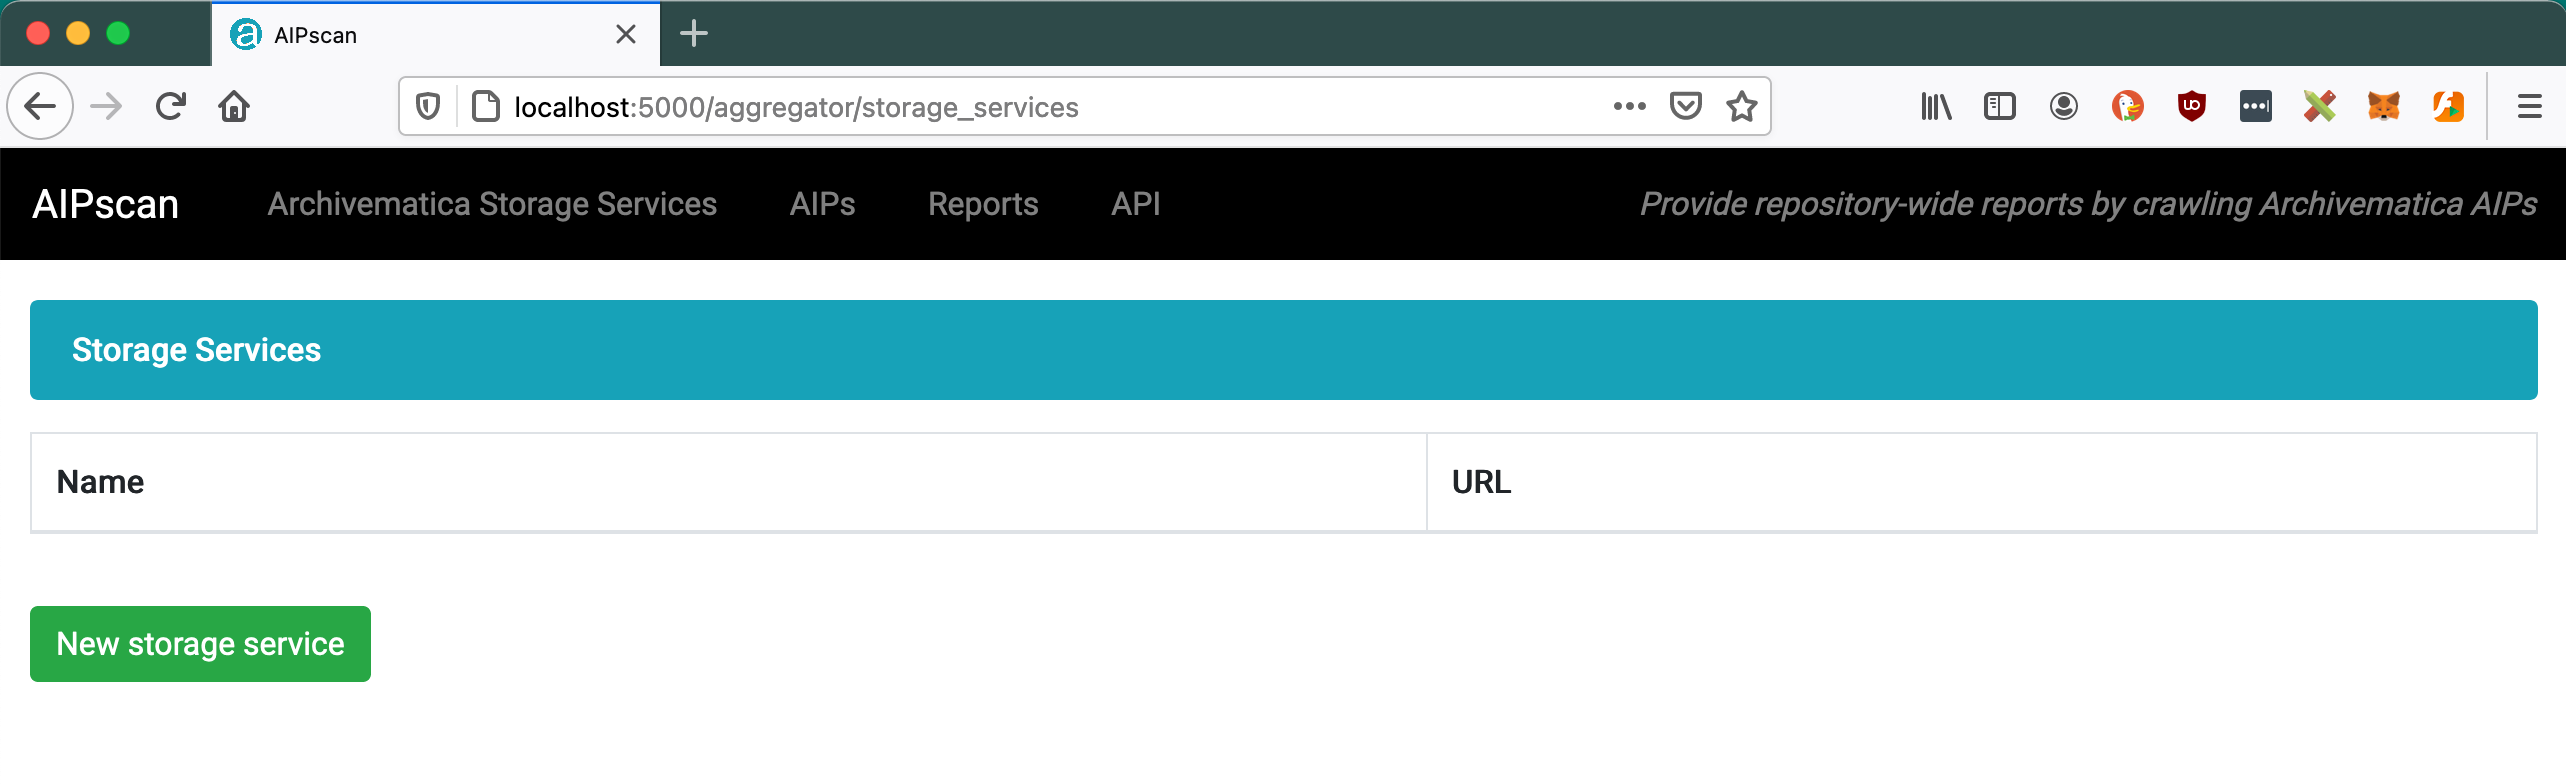 AIPscan
localhost:5000/aggregator/storage_services
AIPscan Archivematica Storage Services AIPs Reports API Provide repository-wide reports by crawling Archivematica AIPs
Storage Services
Name URL
New storage service